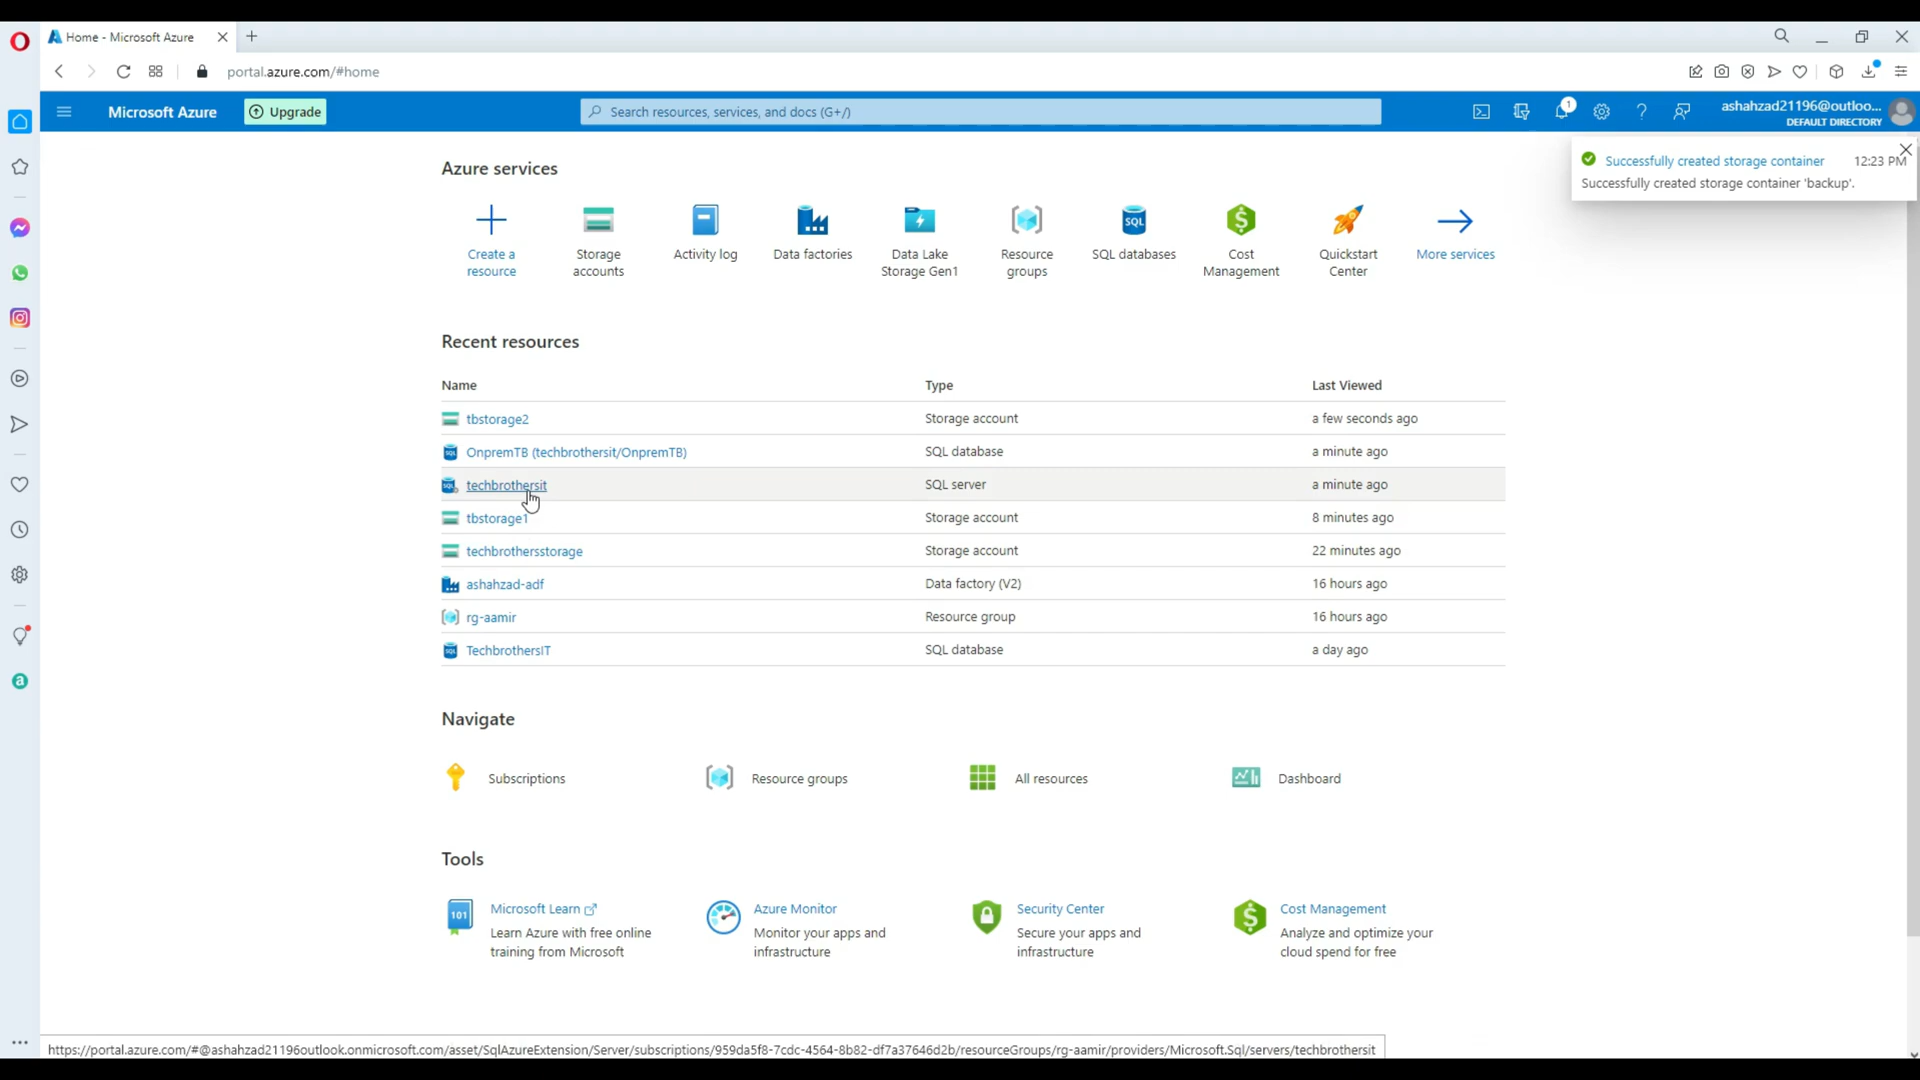 Home - Microsoft Azure
portal.azure.com/#home
Microsoft Azure
Upgrade
Search resources, services, and docs (G+/)
1
ashahzad21196@outloo...
DEFAULT DIRECTORY
Successfully created storage container 12:23 PM
Successfully created storage container 'backup'.
Azure services
Create a
resource
Storage
accounts
Activity log
Data factories
Data Lake
Storage Gen1
Resource
groups
SQL
SQL databases
Cost
Management
Quickstart
Center
More services
Recent resources
Name Type Last Viewed
tbstorage2 Storage account a few seconds ago
OnpremTB (techbrothersit/OnpremTB) SQL database a minute ago
techbrothersit SQL server a minute ago
tbstorage1 Storage account 8 minutes ago
techbrothersstorage Storage account 22 minutes ago
ashahzad-adf Data factory (V2) 16 hours ago
rg-aamir Resource group 16 hours ago
TechbrothersIT SQL database a day ago
Navigate
Subscriptions Resource groups All resources Dashboard
Tools
101
Microsoft Learn
Learn Azure with free online
training from Microsoft
Azure Monitor
Monitor your apps and
infrastructure
Security Center
Secure your apps and
infrastructure
Cost Management
Analyze and optimize your
cloud spend for free
https://portal.azure.com/#@ashahzad21196outlook.onmicrosoft.com/asset/SqlAzureExtension/Server/subscriptions/959da5f8-7cdc-4564-8b82-df7a37646d2b/resourceGroups/rg-aamir/providers/Microsoft.Sql/servers/techbrothersit